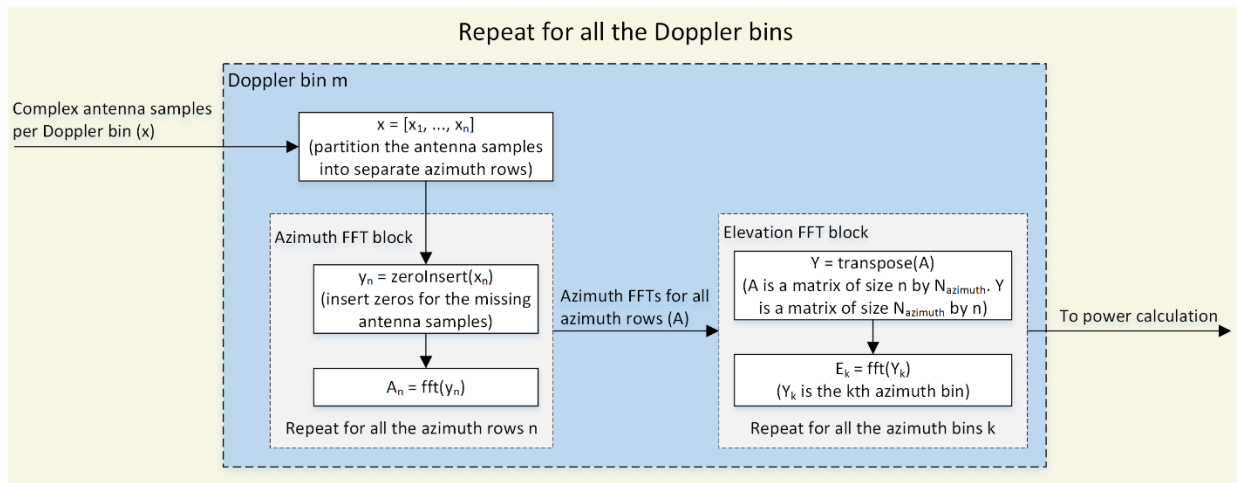 Repeat for all the Doppler bins
Doppler bin m
Complex antenna samples
per Doppler bin (x)
x = [x₁, ..., xₙ]
(partition the antenna samples
into separate azimuth rows)
Azimuth FFT block
yₙ = zeroInsert(xₙ)
(insert zeros for the missing
antenna samples)
Aₙ = fft(yₙ)
Repeat for all the azimuth rows n
Azimuth FFTs for all
azimuth rows (A)
Elevation FFT block
Y = transpose(A)
(A is a matrix of size n by N_azimuth. Y
is a matrix of size N_azimuth by n)
Eₖ = fft(Yₖ)
(Yₖ is the kth azimuth bin)
Repeat for all the azimuth bins k
To power calculation